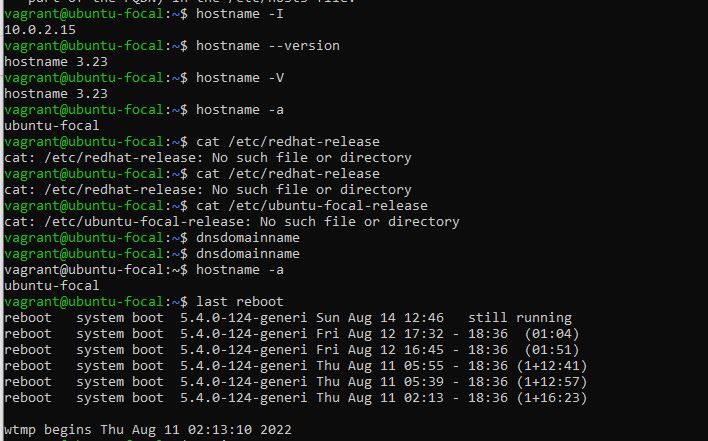 part of the FQDN) in the /etc/hosts file.
vagrant@ubuntu-focal:~$ hostname -I
10.0.2.15
vagrant@ubuntu-focal:~$ hostname --version
hostname 3.23
vagrant@ubuntu-focal:~$ hostname -V
hostname 3.23
vagrant@ubuntu-focal:~$ hostname -a
ubuntu-focal
vagrant@ubuntu-focal:~$ cat /etc/redhat-release
cat: /etc/redhat-release: No such file or directory
vagrant@ubuntu-focal:~$ cat /etc/redhat-release
cat: /etc/redhat-release: No such file or directory
vagrant@ubuntu-focal:~$ cat /etc/ubuntu-focal-release
cat: /etc/ubuntu-focal-release: No such file or directory
vagrant@ubuntu-focal:~$ dnsdomainname
vagrant@ubuntu-focal:~$ dnsdomainname
vagrant@ubuntu-focal:~$ hostname -a
ubuntu-focal
vagrant@ubuntu-focal:~$ last reboot
reboot   system boot  5.4.0-124-generi Sun Aug 14 12:46   still running
reboot   system boot  5.4.0-124-generi Fri Aug 12 17:32 - 18:36  (01:04)
reboot   system boot  5.4.0-124-generi Fri Aug 12 16:45 - 18:36  (01:51)
reboot   system boot  5.4.0-124-generi Thu Aug 11 05:55 - 18:36 (1+12:41)
reboot   system boot  5.4.0-124-generi Thu Aug 11 05:39 - 18:36 (1+12:57)
reboot   system boot  5.4.0-124-generi Thu Aug 11 02:13 - 18:36 (1+16:23)
wtmp begins Thu Aug 11 02:13:10 2022